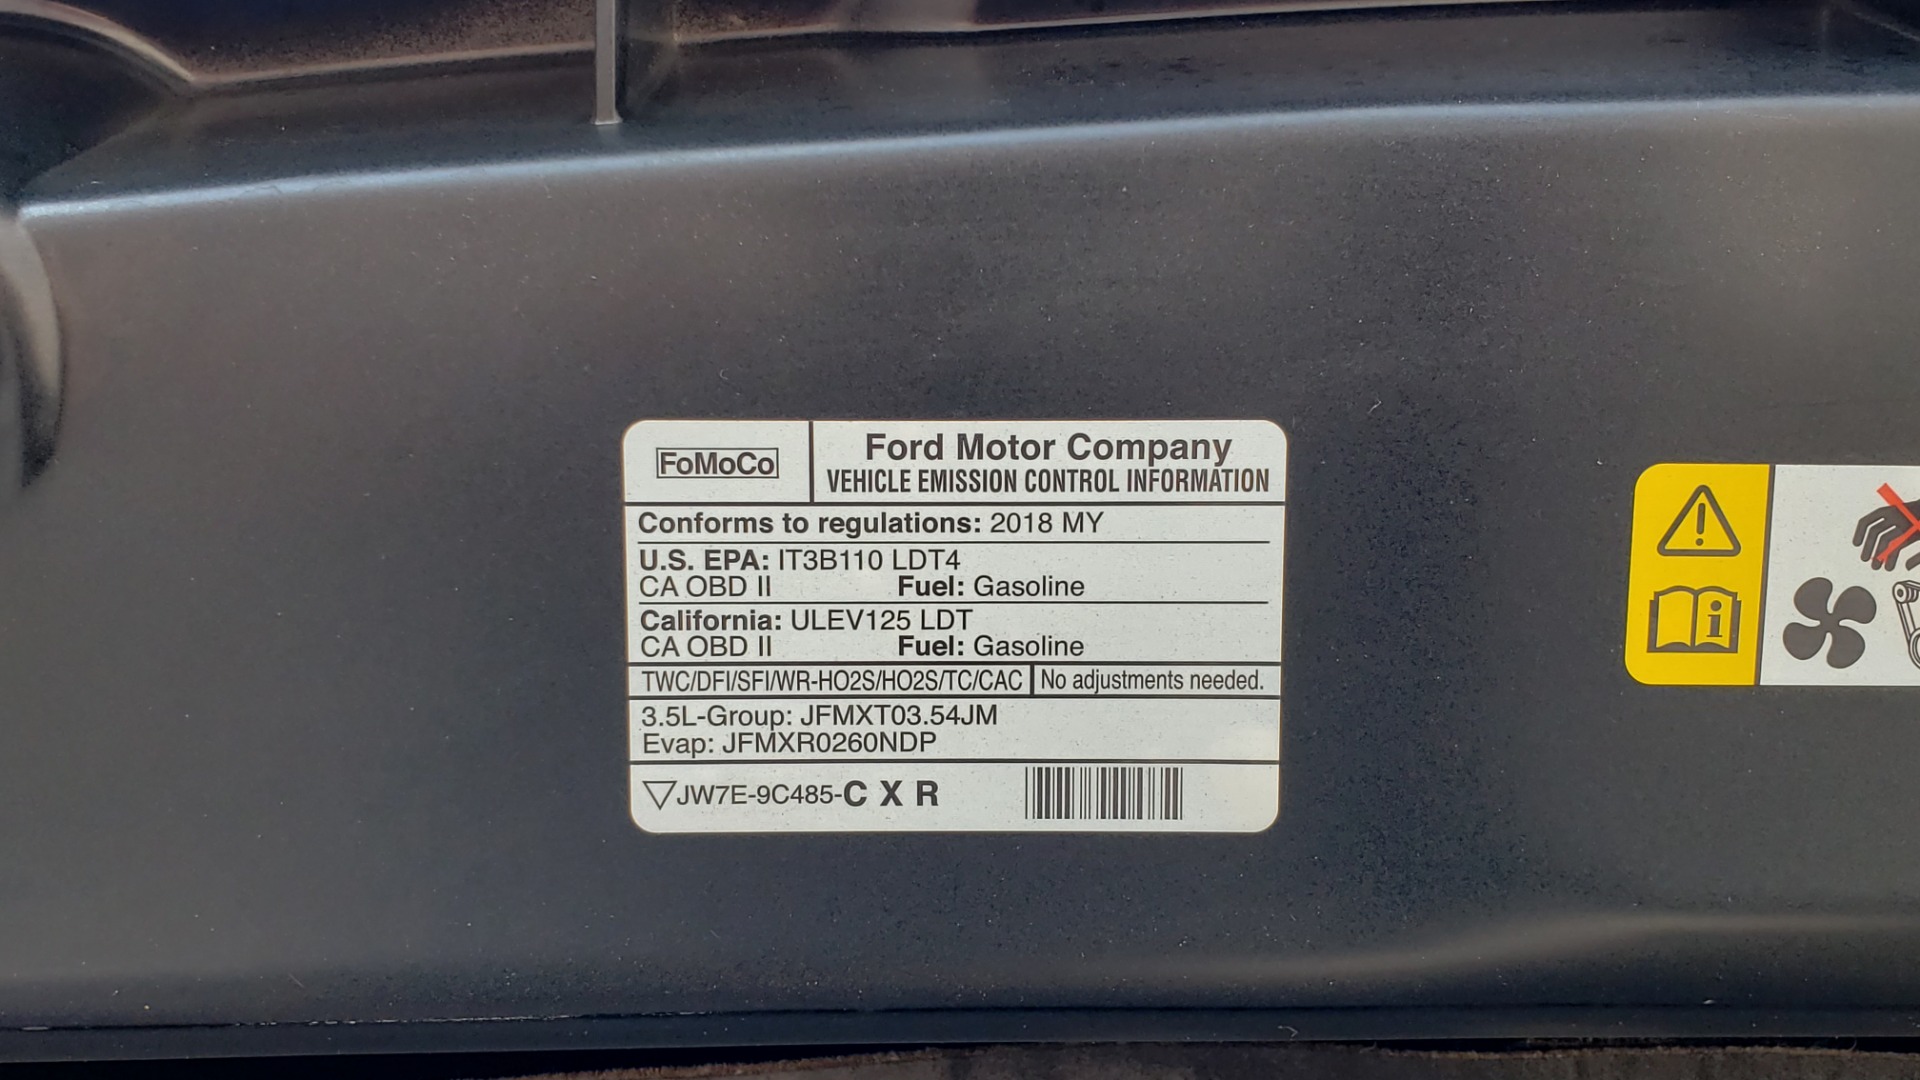 FoMoCo
Ford Motor Company
VEHICLE EMISSION CONTROL INFORMATION
Conforms to regulations: 2018 MY
U.S. EPA: IT3B110 LDT4
CA OBD II Fuel: Gasoline
California: ULEV125 LDT
CA OBD II Fuel: Gasoline
TWC/DFI/SFI/WR-HO2S/HO2S/TC/CAC No adjustments needed.
3.5L-Group: JFMXT03.54JM
Evap: JFMXR0260NDP
JW7E-9C485-C X R